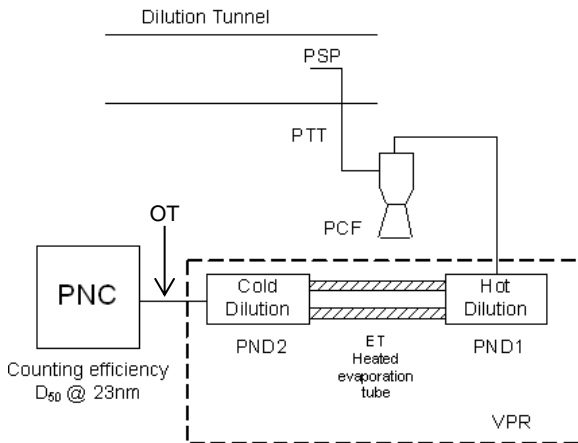 Dilution Tunnel
PSP
PTT
PCF
OT
PNC
Cold
Dilution
Hot
Dilution
PND2
ET
Heated
evaporation
tube
PND1
Counting efficiency
D₅₀ @ 23nm
VPR